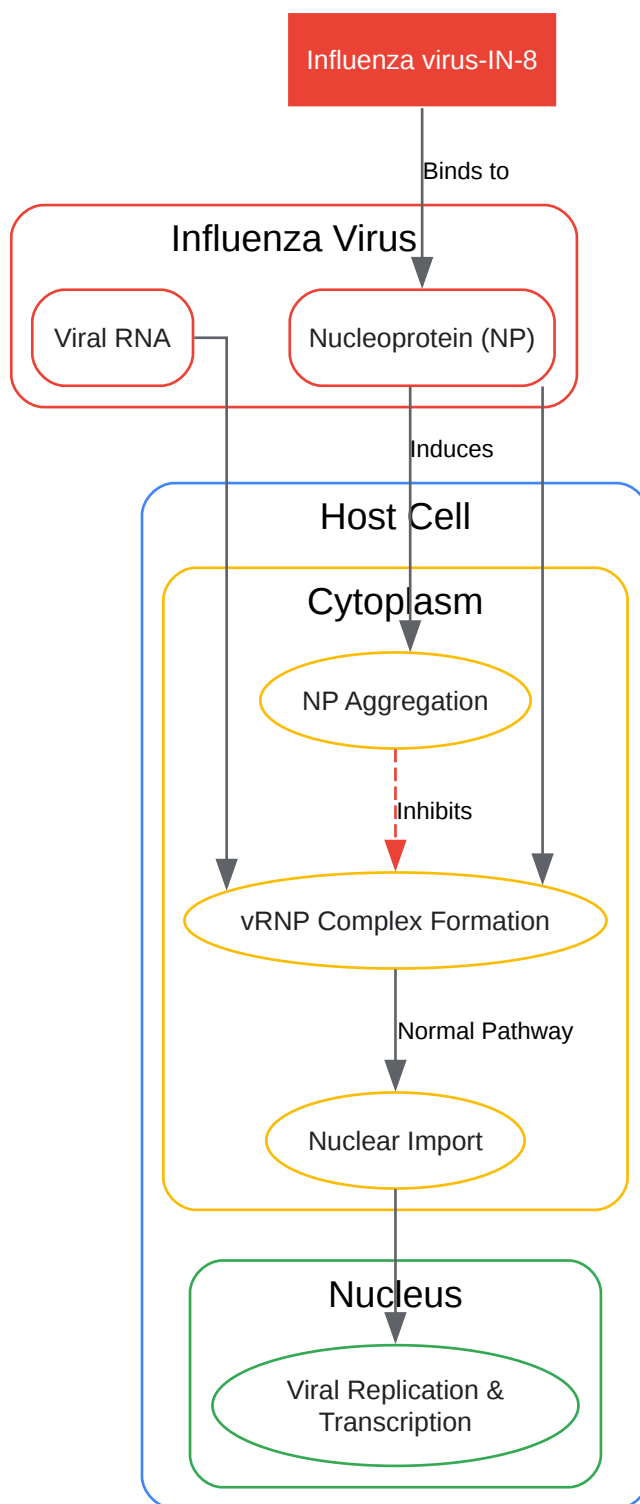 Influenza virus-IN-8
Binds to
Influenza Virus
Viral RNA
Nucleoprotein (NP)
Induces
Host Cell
Cytoplasm
NP Aggregation
Inhibits
vRNP Complex Formation
Normal Pathway
Nuclear Import
Nucleus
Viral Replication &
Transcription